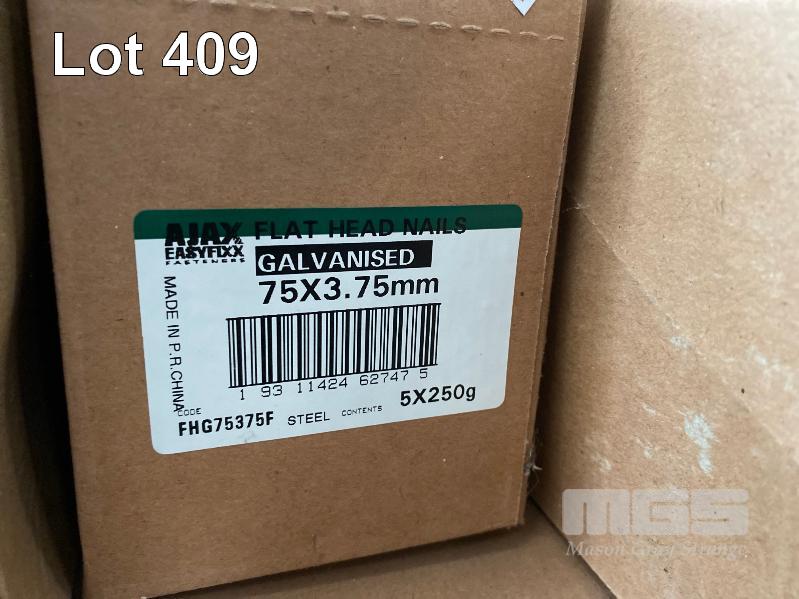 Lot 409
AJAX FLAT HEAD NAILS
EASYFIXX
FASTENERS
GALVANISED
75X3.75mm
MADE IN P.R.CHINA
1 93 11424 62747 5
CODE
FHG75375F STEEL CONTENTS 5X250g
MGS
Mason Gray Strange